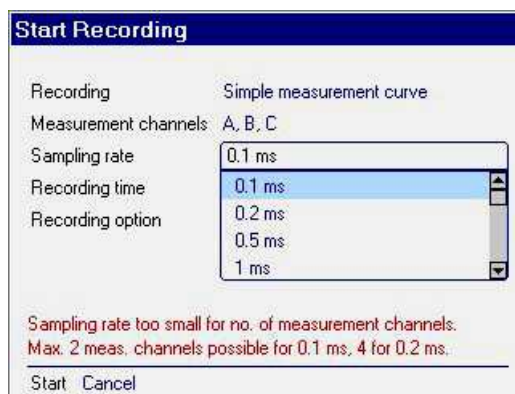 Start Recording
Recording Simple measurement curve
Measurement channels A, B, C
Sampling rate 0.1 ms
Recording time 0.1 ms
0.2 ms
Recording option
0.5 ms
1 ms
Sampling rate too small for no. of measurement channels.
Max. 2 meas. channels possible for 0.1 ms, 4 for 0.2 ms.
Start Cancel